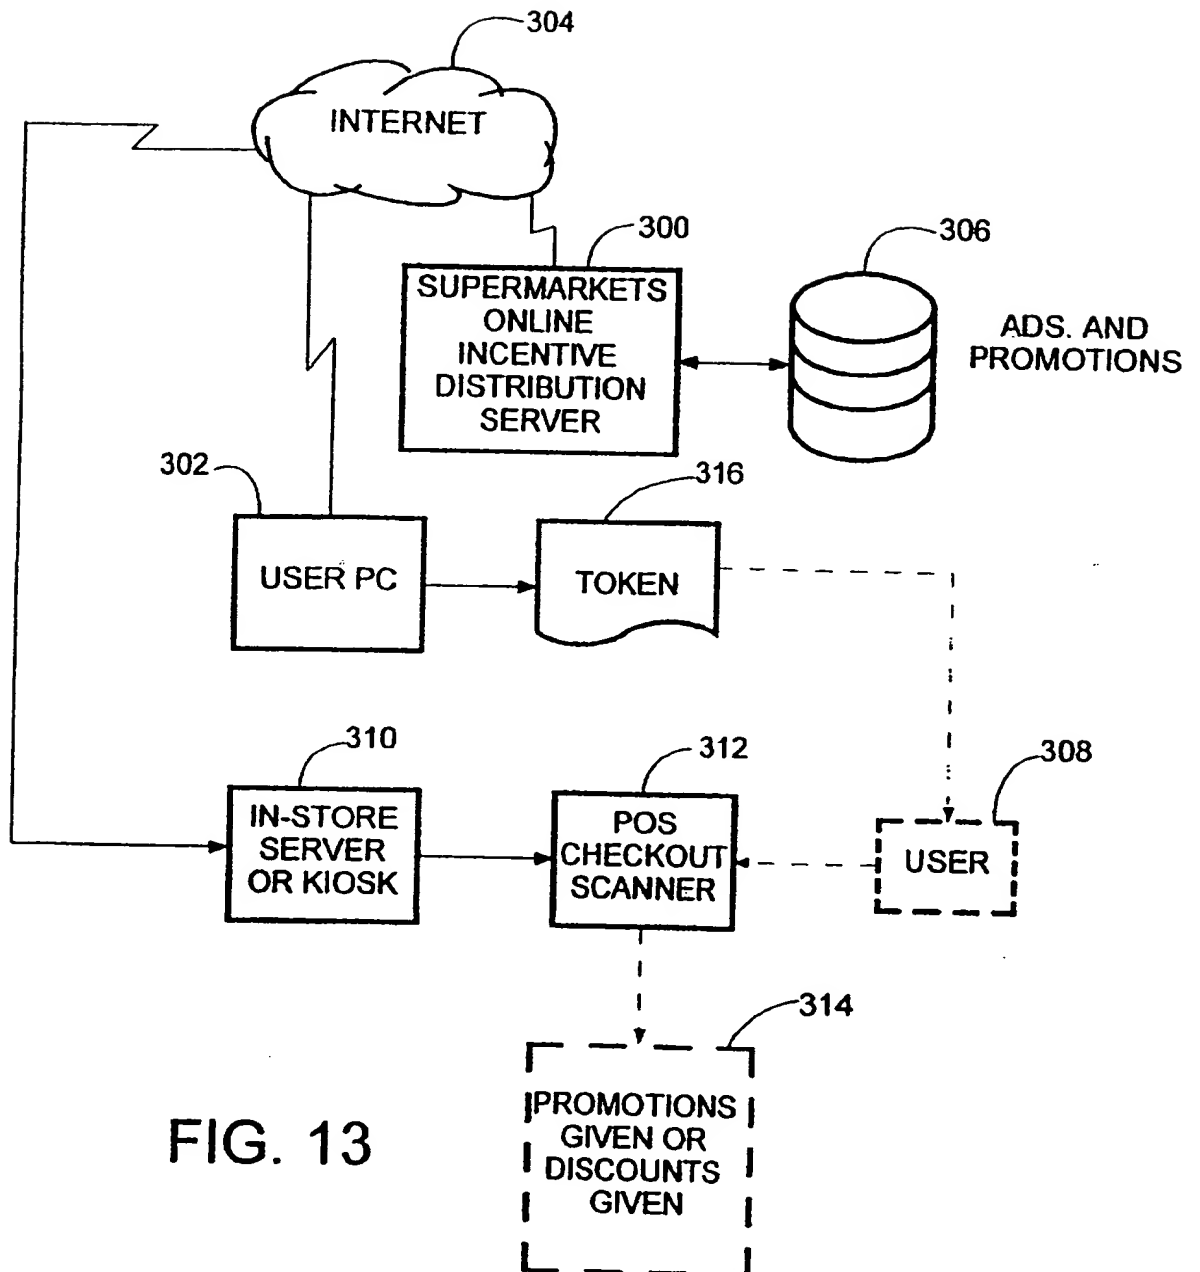 304
INTERNET
300
306
SUPERMARKETS
ONLINE
INCENTIVE
DISTRIBUTION
SERVER
ADS. AND
PROMOTIONS
302
316
USER PC
TOKEN
310
312
308
IN-STORE
SERVER
OR KIOSK
POS
CHECKOUT
SCANNER
USER
314
PROMOTIONS
GIVEN OR
DISCOUNTS
GIVEN
FIG. 13